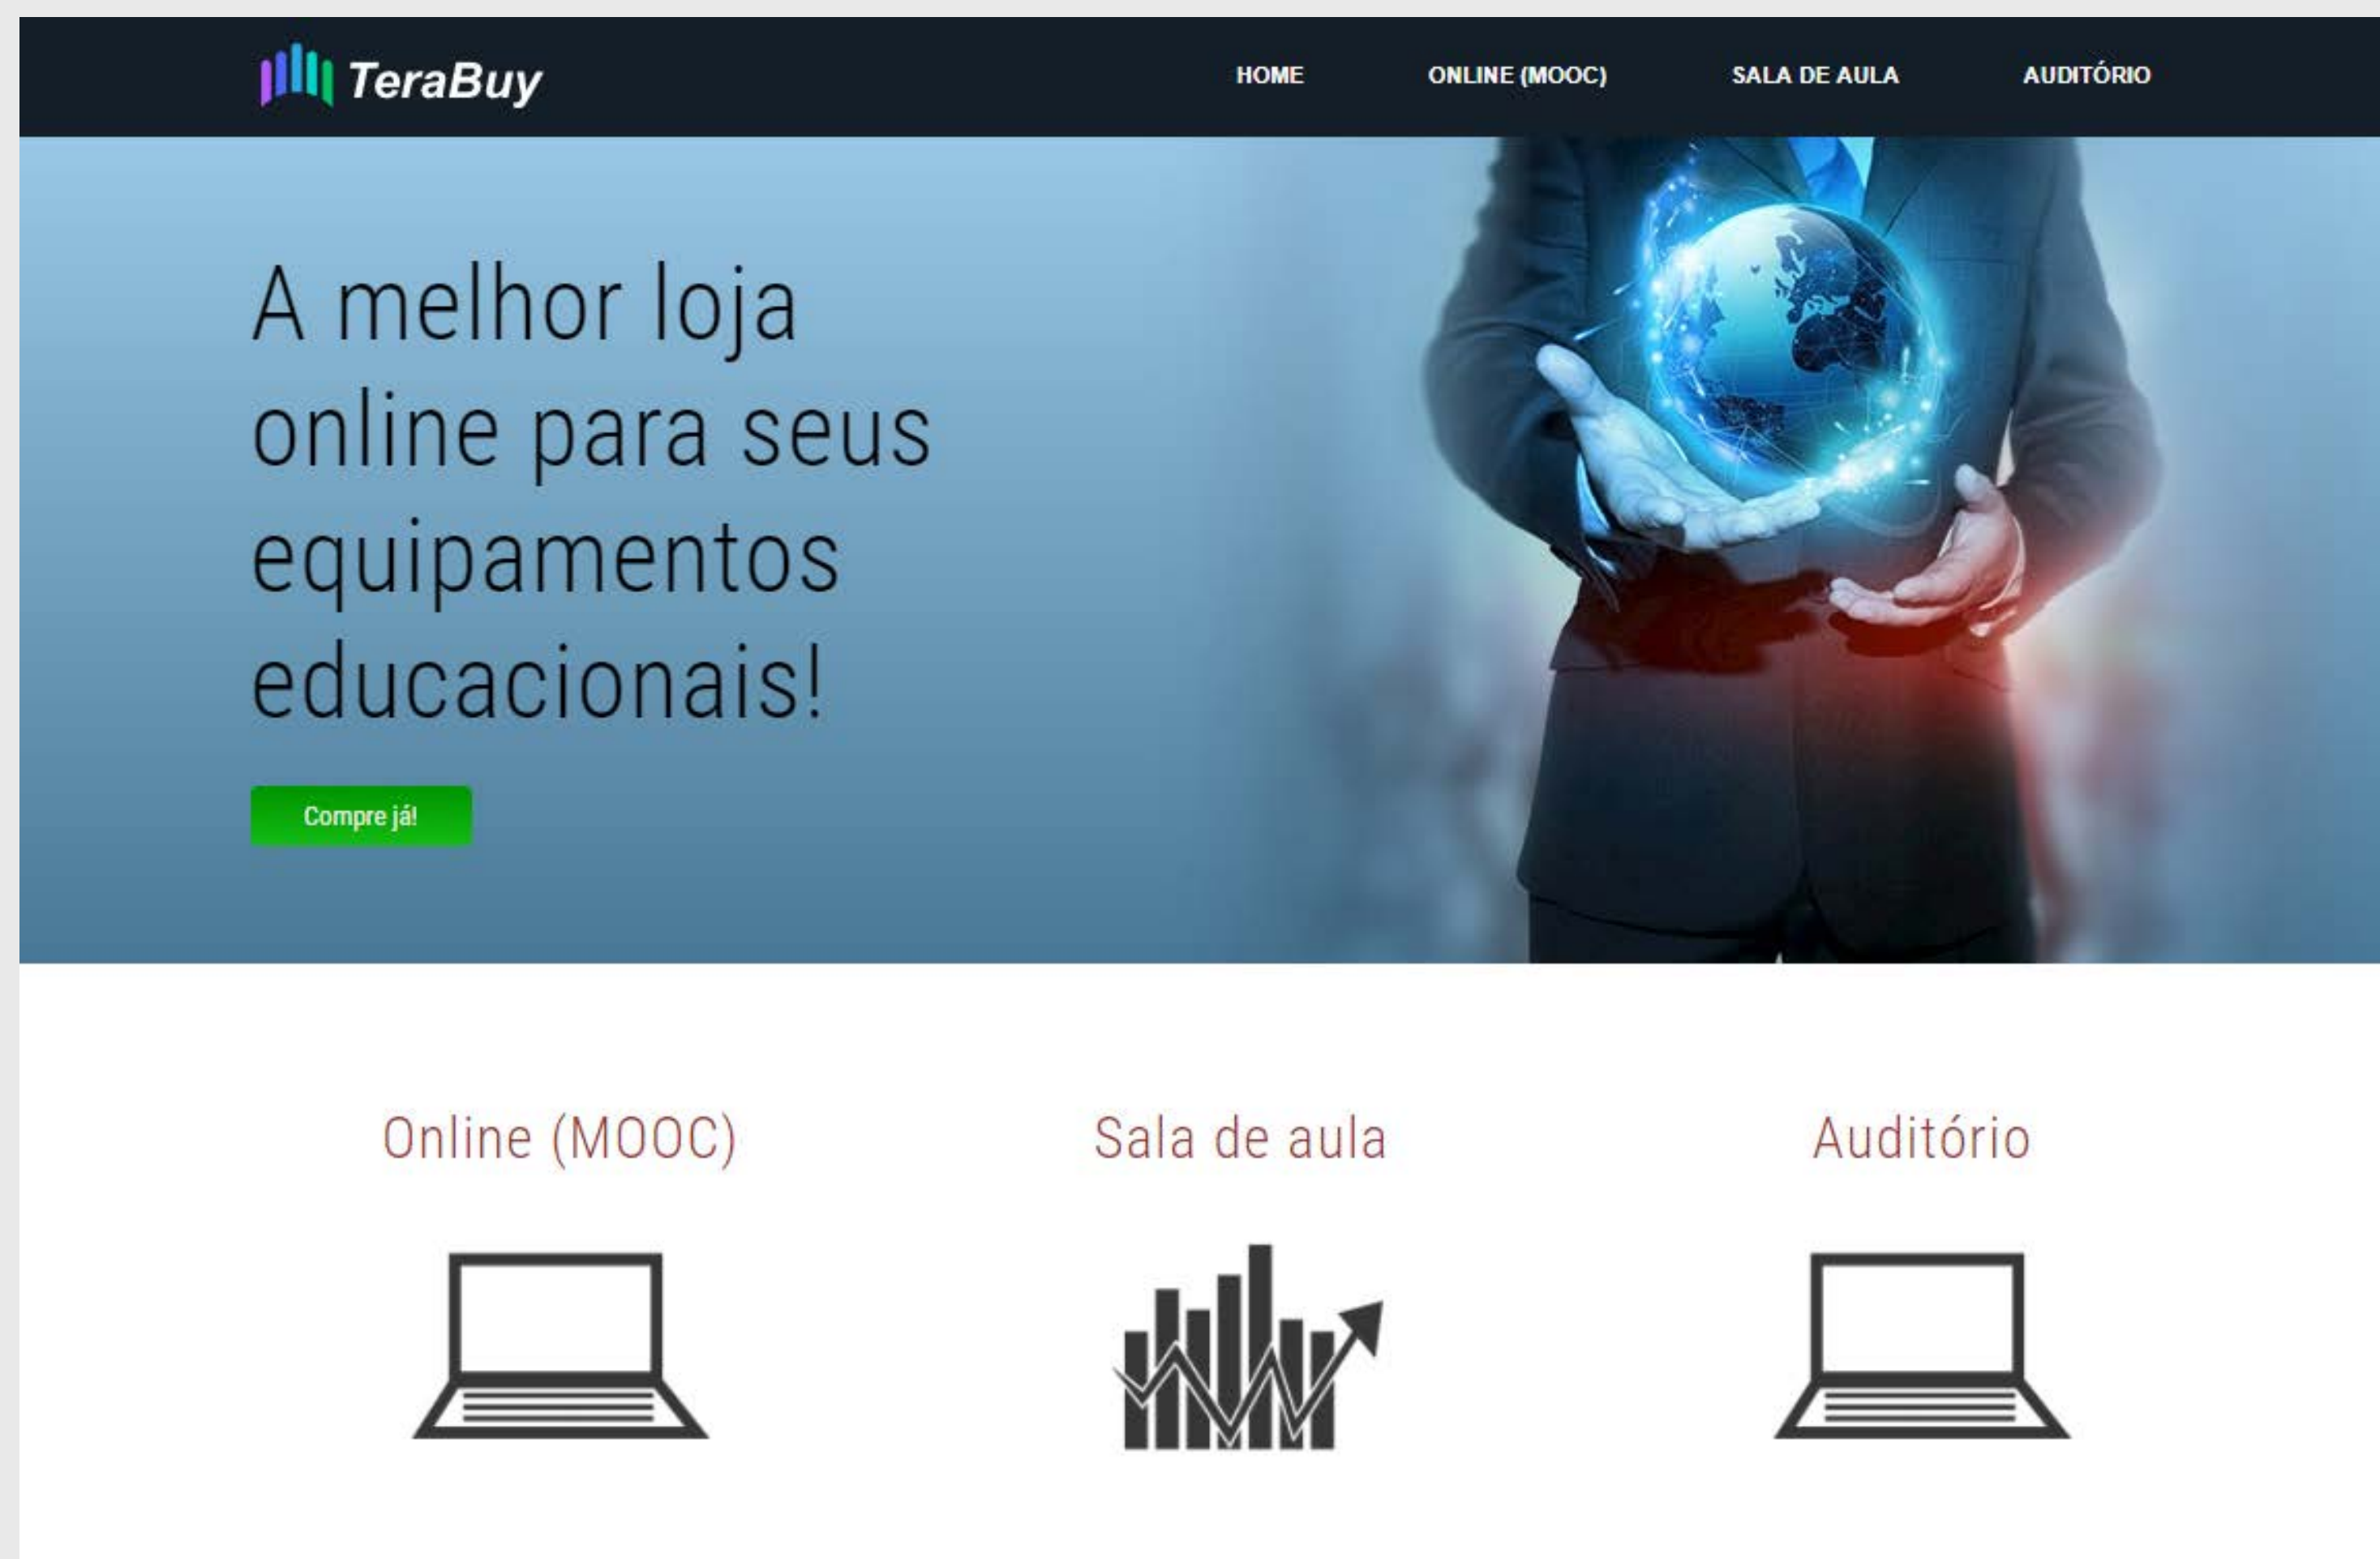 TeraBuy
HOME
ONLINE (MOOC)
SALA DE AULA
AUDITÓRIO
A melhor loja
online para seus
equipamentos
educacionais!
Compre já!
Online (MOOC)
Sala de aula
Auditório